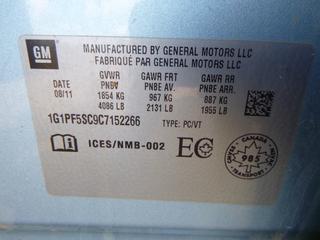 GM
MANUFACTURED BY GENERAL MOTORS LLC
FABRIQUÉ PAR GENERAL MOTORS LLC
DATE GVWR GAWR FRT GAWR RR
PNBV PNBE AV. PNBE ARR.
08/11 1854 KG 967 KG 887 KG
4086 LB 2131 LB 1955 LB
1G1PF5SC9C7152266 TYPE: PC/VT
ICES/NMB-002 EC
CANADA
985
TRANSPORT